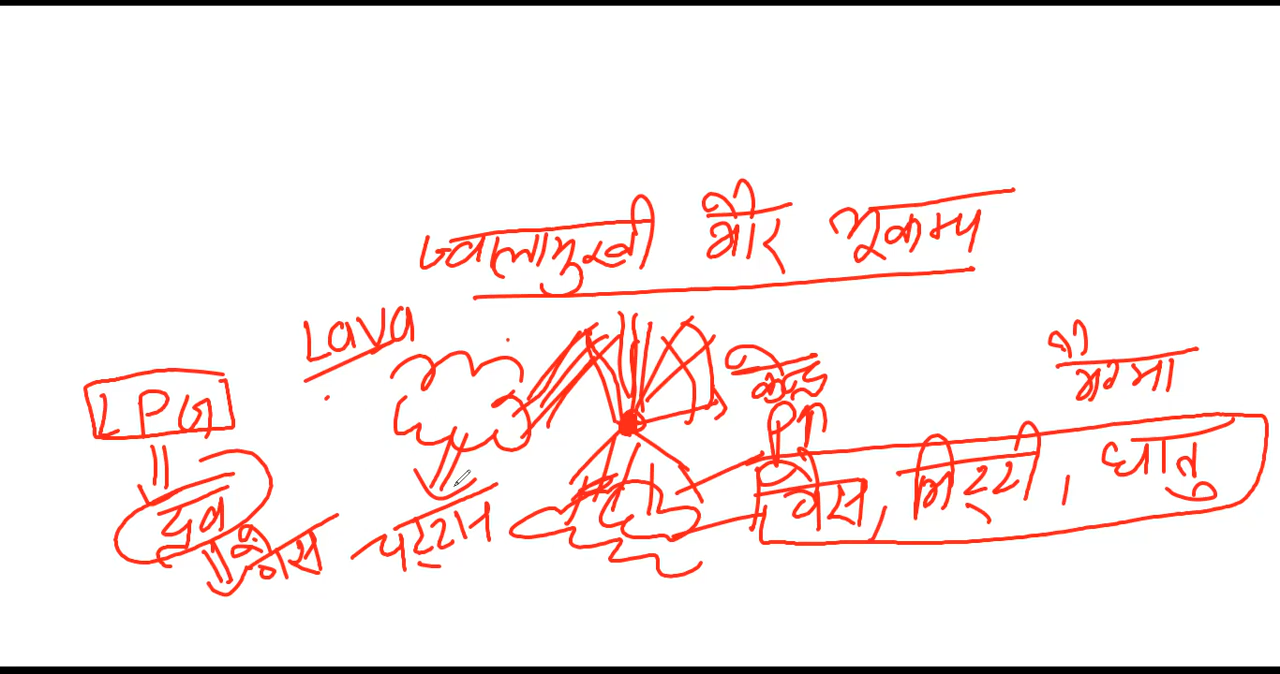 ज्वालामुखी और भूकम्प
Lava
LPG
केन्द्र
गैस, मिट्टी, धातु
द्रव
गैस
चट्टान